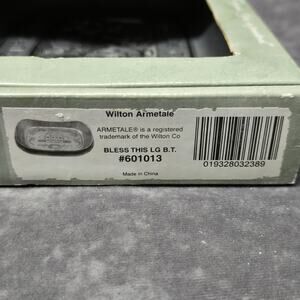 Wilton Armetale
ARMETALE® is a registered
trademark of the Wilton Co
BLESS THIS LG B.T.
#601013
Made in China
019328032389